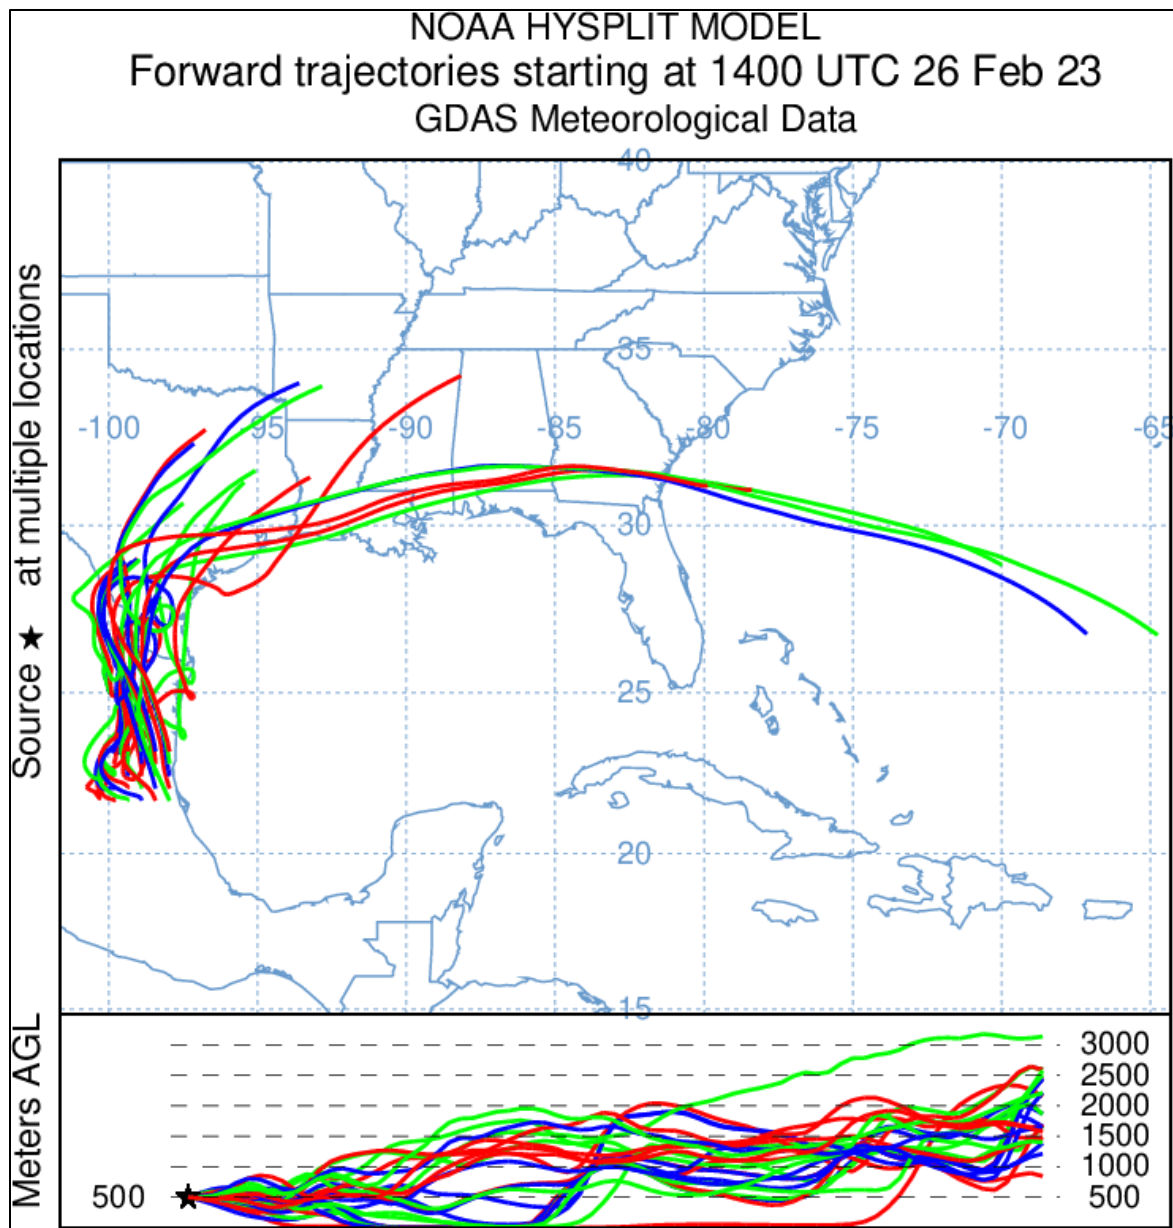 NOAA HYSPLIT MODEL
Forward trajectories starting at 1400 UTC 26 Feb 23
GDAS Meteorological Data
Source ★ at multiple locations
40
35
-100 -95 -90 -85 -80 -75 -70 -65
30
25
20
15
Meters AGL
500
3000
2500
2000
1500
1000
500